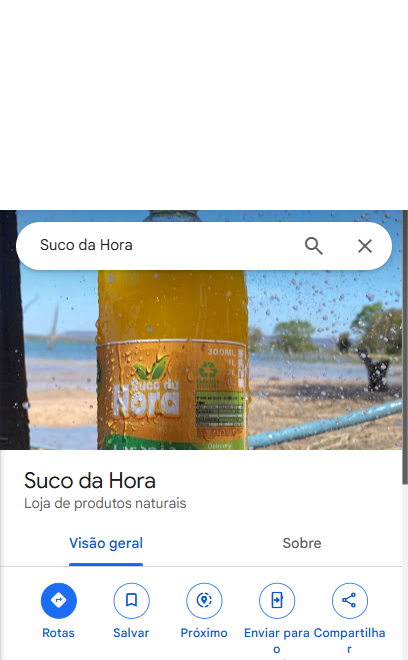 Suco da Hora
300ML
Suco da
Hora
Suco da Hora
Loja de produtos naturais
Visão geral
Sobre
Rotas
Salvar
Próximo
Enviar para o
Compartilhar